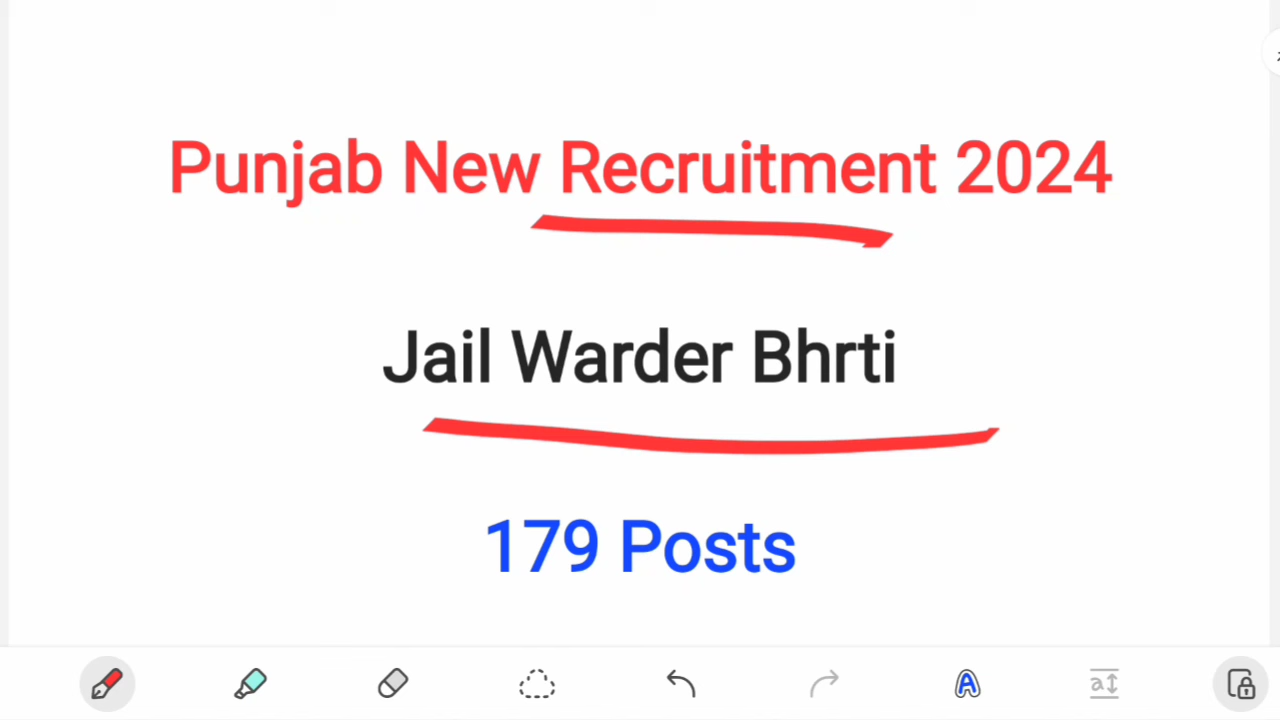 Punjab New Recruitment 2024
Jail Warder Bhrti
179 Posts
A
a